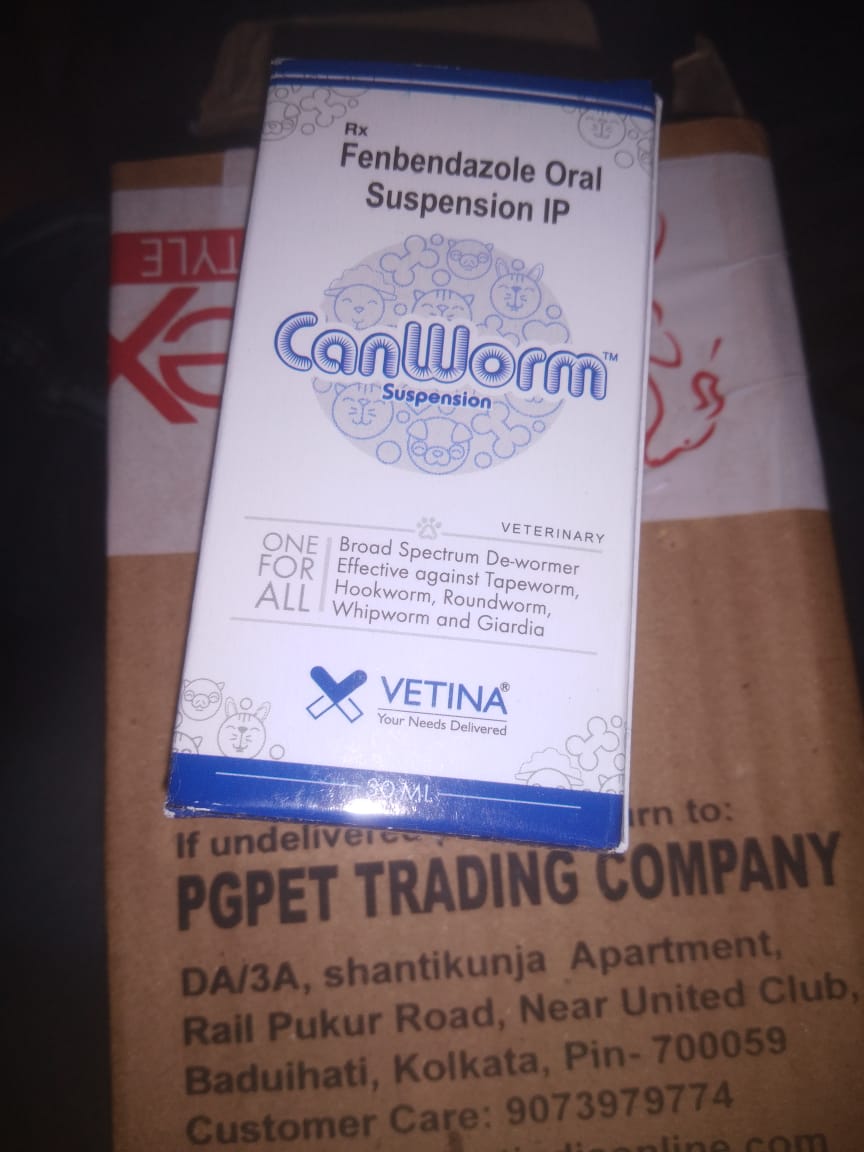 Rx
Fenbendazole Oral
Suspension IP
CanWorm™
Suspension
VETERINARY
ONE
FOR
ALL
Broad Spectrum De-wormer
Effective against Tapeworm,
Hookworm, Roundworm,
Whipworm and Giardia
VETINA®
Your Needs Delivered
30 ML
TYLE
If
to:
PGPET TRADING COMPANY
DA/3A, shantikunja Apartment,
Rail Pukur Road, Near United Club,
Baduihati, Kolkata, Pin- 700059
Customer Care: 9073979774